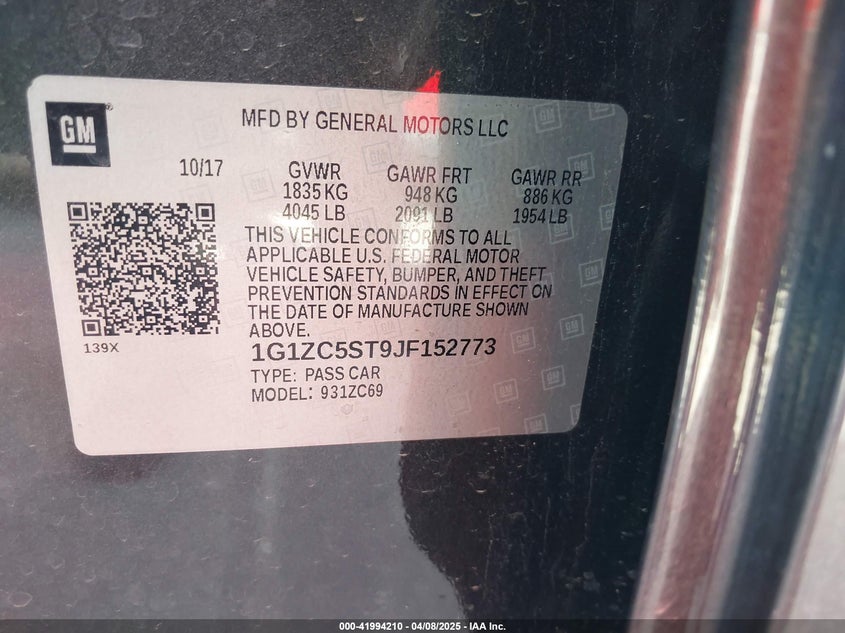 GM
MFD BY GENERAL MOTORS LLC
10/17
GVWR
1835 KG
4045 LB
GAWR FRT
948 KG
2091 LB
GAWR RR
886 KG
1954 LB
THIS VEHICLE CONFORMS TO ALL
APPLICABLE U.S. FEDERAL MOTOR
VEHICLE SAFETY, BUMPER, AND THEFT
PREVENTION STANDARDS IN EFFECT ON
THE DATE OF MANUFACTURE SHOWN
ABOVE.
139X
1G1ZC5ST9JF152773
TYPE: PASS CAR
MODEL: 931ZC69
000-41994210 | 04/08/2025 | IAA Inc.